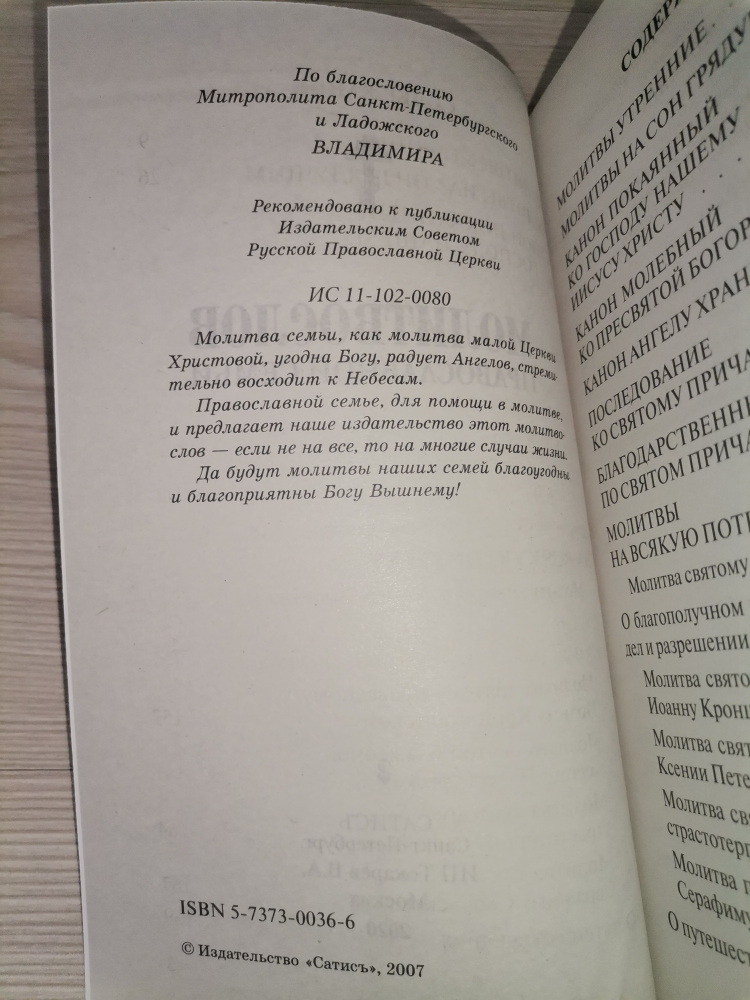 По благословению
Митрополита Санкт-Петербургского
и Ладожского
ВЛАДИМИРА
Рекомендовано к публикации
Издательским Советом
Русской Православной Церкви
ИС 11-102-0080
Молитва семьи, как молитва малой Церкви
Христовой, угодна Богу, радует Ангелов, стреми-
тельно восходит к Небесам.
Православной семье, для помощи в молитве,
и предлагает наше издательство этот молитво-
слов — если не на все, то на многие случаи жизни.
Да будут молитвы наших семей благоугодны
и благоприятны Богу Вышнему!
ISBN 5-7373-0036-6
© Издательство «Сатисъ», 2007
МОЛИТВЫ УТРЕННИЕ . .
МОЛИТВЫ НА СОН ГРЯДУ
КАНОН ПОКАЯННЫЙ
КО ГОСПОДУ НАШЕМУ
ИИСУСУ ХРИСТУ . . .
КАНОН МОЛЕБНЫЙ
КО ПРЕСВЯТОЙ БОГОР
КАНОН АНГЕЛУ ХРАН
ПОСЛЕДОВАНИЕ
КО СВЯТОМУ ПРИЧА
БЛАГОДАРСТВЕНН
ПО СВЯТОМ ПРИЧА
МОЛИТВЫ
НА ВСЯКУЮ ПОТ
Молитва святому
О благополучном
дел и разрешении
Молитва свято
Иоанну Крон
Молитва свят
Ксении Пете
Молитва св
страстотер
Молитва п
Серафиму
О путешест